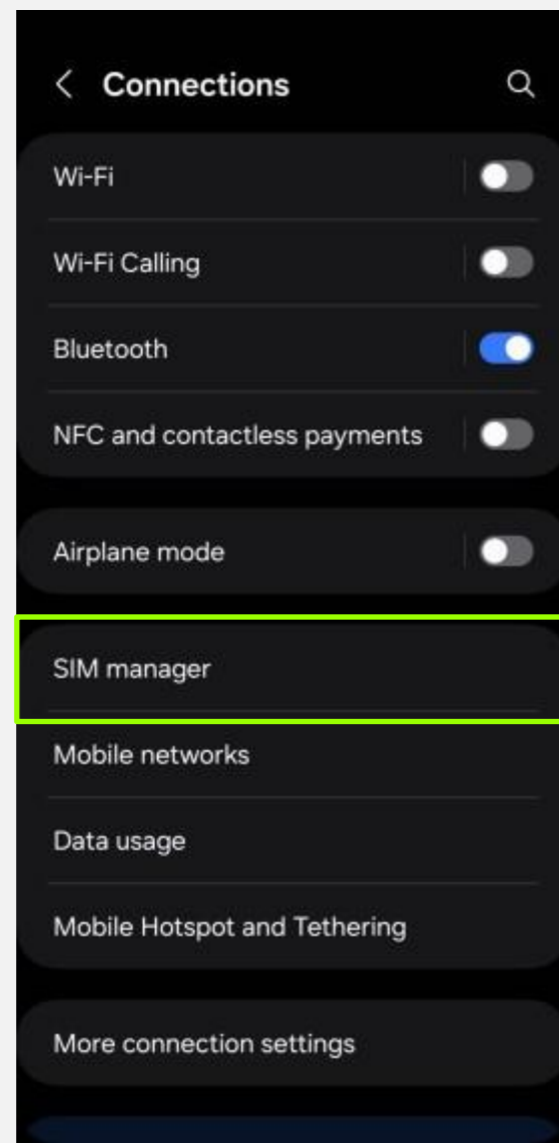 Connections
Wi-Fi
Wi-Fi Calling
Bluetooth
NFC and contactless payments
Airplane mode
SIM manager
Mobile networks
Data usage
Mobile Hotspot and Tethering
More connection settings